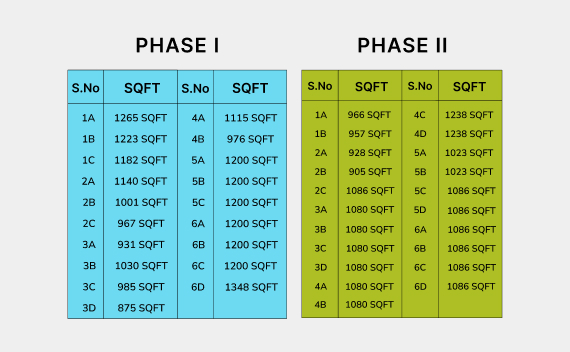 PHASE I
S.No SQFT S.No SQFT
1A 1265 SQFT 4A 1115 SQFT
1B 1223 SQFT 4B 976 SQFT
1C 1182 SQFT 5A 1200 SQFT
2A 1140 SQFT 5B 1200 SQFT
2B 1001 SQFT 5C 1200 SQFT
2C 967 SQFT 6A 1200 SQFT
3A 931 SQFT 6B 1200 SQFT
3B 1030 SQFT 6C 1200 SQFT
3C 985 SQFT 6D 1348 SQFT
3D 875 SQFT
PHASE II
S.No SQFT S.No SQFT
1A 966 SQFT 4C 1238 SQFT
1B 957 SQFT 4D 1238 SQFT
2A 928 SQFT 5A 1023 SQFT
2B 905 SQFT 5B 1023 SQFT
2C 1086 SQFT 5C 1086 SQFT
3A 1080 SQFT 5D 1086 SQFT
3B 1080 SQFT 6A 1086 SQFT
3C 1080 SQFT 6B 1086 SQFT
3D 1080 SQFT 6C 1086 SQFT
4A 1080 SQFT 6D 1086 SQFT
4B 1080 SQFT